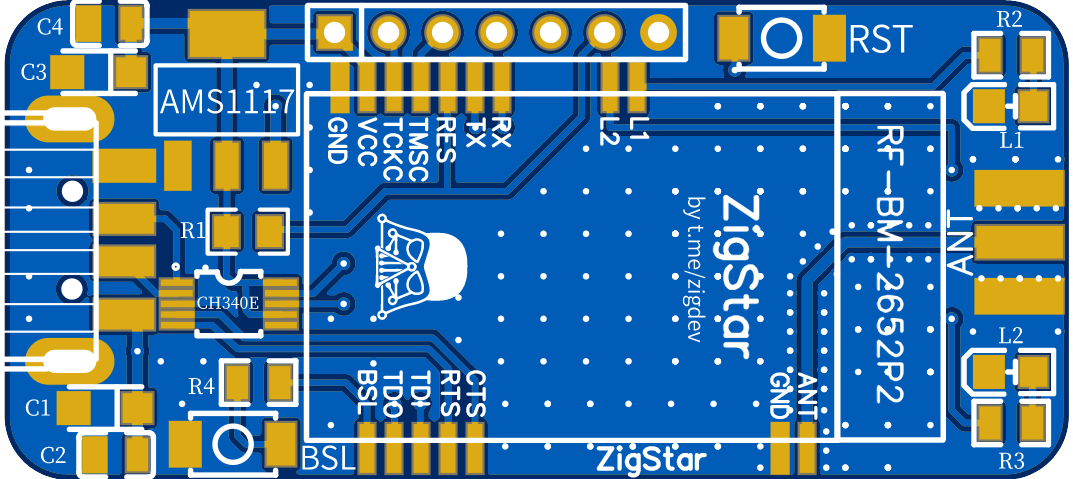 C4
C3
AMS1117
RST
R2
L1
GND
VCC
TCKC
TMSC
RES
TX
RX
L2
L1
R1
CH340E
ZigStar
by t.me/zigdev
RF-BM-2652P2
ANT
L2
R3
R4
C1
C2
BSL
BSL
TDO
TDI
RTS
CTS
GND
ANT
ZigStar